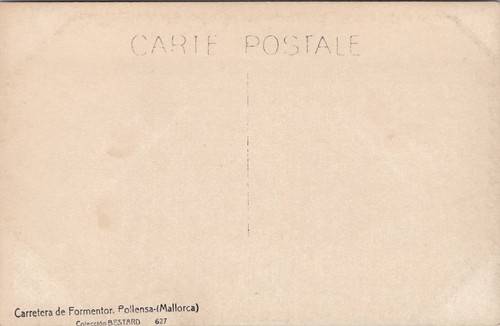 CARTE POSTALE
Carretera de Formentor. Pollensa-(Mallorca)
Colección BESTARD. 627